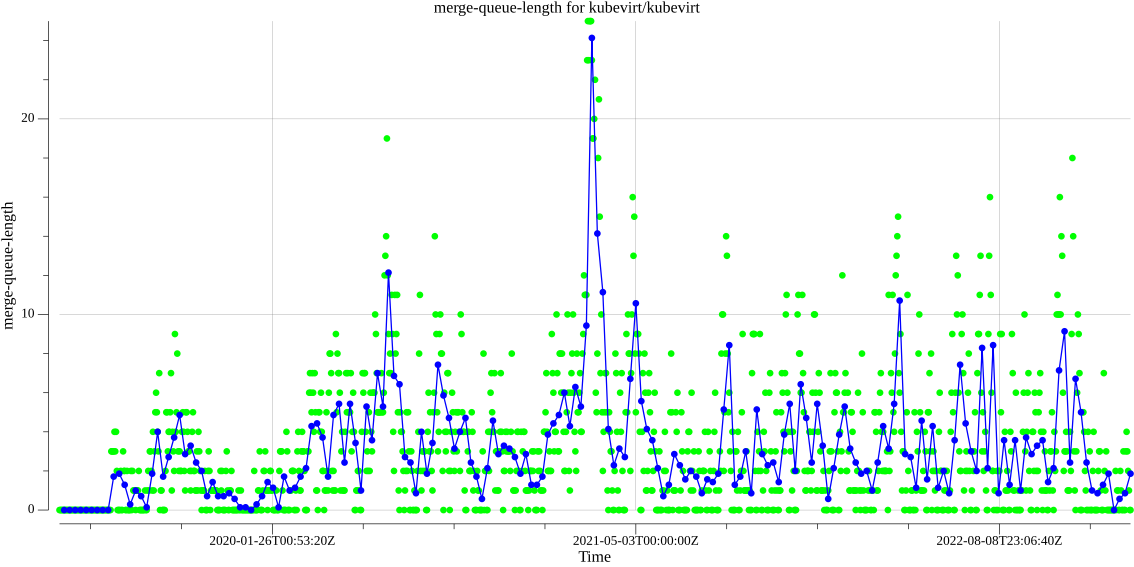 merge-queue-length for kubevirt/kubevirt
merge-queue-length
20
10
0
2020-01-26T00:53:20Z
2021-05-03T00:00:00Z
2022-08-08T23:06:40Z
Time